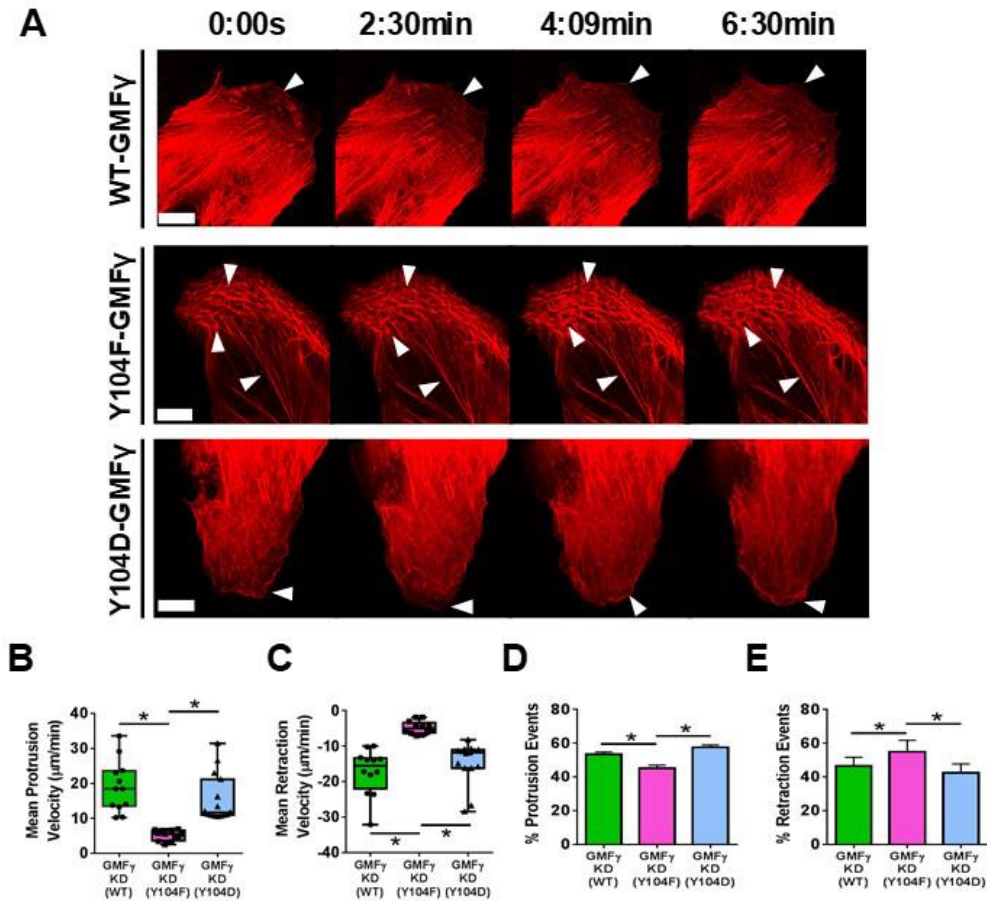 A
0:00s 2:30min 4:09min 6:30min
WT-GMFγ
Y104F-GMFγ
Y104D-GMFγ
B
Mean Protrusion
Velocity (μm/min)
40
30
20
10
0
* *
GMFγ KD (WT)
GMFγ KD (Y104F)
GMFγ KD (Y104D)
C
Mean Retraction
Velocity (μm/min)
0
-10
-20
-30
-40
* *
GMFγ KD (WT)
GMFγ KD (Y104F)
GMFγ KD (Y104D)
D
% Protrusion Events
80
60
40
20
0
* *
GMFγ KD (WT)
GMFγ KD (Y104F)
GMFγ KD (Y104D)
E
% Retraction Events
80
60
40
20
0
* *
GMFγ KD (WT)
GMFγ KD (Y104F)
GMFγ KD (Y104D)